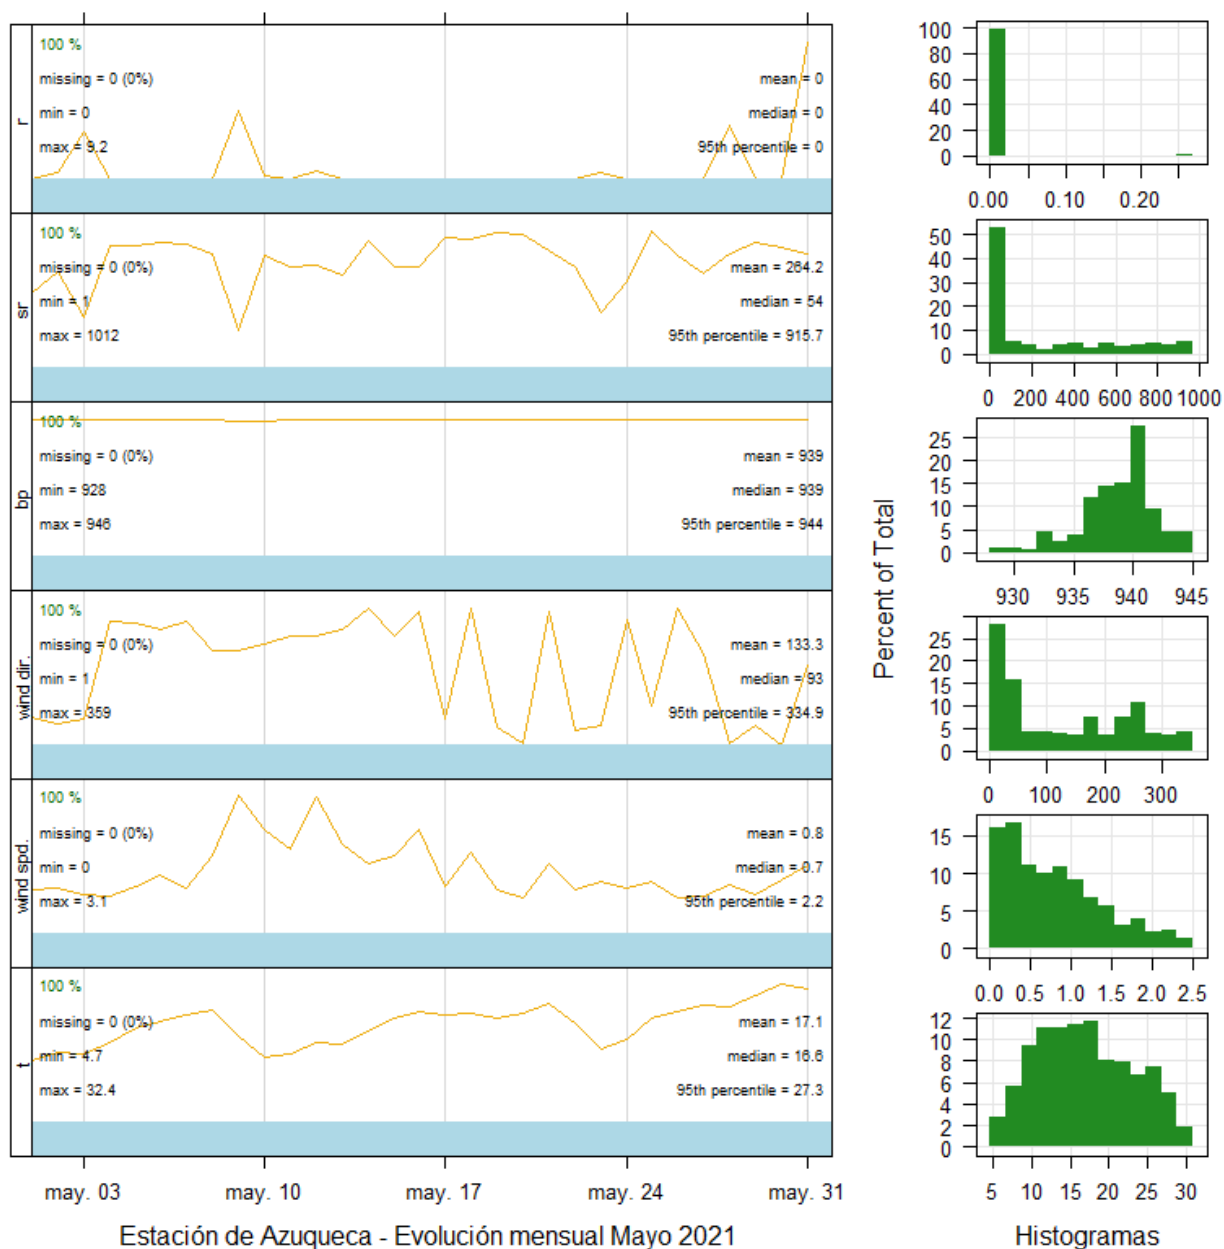 r
100 %
missing = 0 (0%)
min = 0
max = 9.2
mean = 0
median = 0
95th percentile = 0
sr
100 %
missing = 0 (0%)
min = 1
max = 1012
mean = 264.2
median = 54
95th percentile = 915.7
bp
100 %
missing = 0 (0%)
min = 928
max = 946
mean = 939
median = 939
95th percentile = 944
wind dir.
100 %
missing = 0 (0%)
min = 1
max = 359
mean = 133.3
median = 93
95th percentile = 334.9
wind spd.
100 %
missing = 0 (0%)
min = 0
max = 3.1
mean = 0.8
median = 0.7
95th percentile = 2.2
t
100 %
missing = 0 (0%)
min = 4.7
max = 32.4
mean = 17.1
median = 16.6
95th percentile = 27.3
may. 03 may. 10 may. 17 may. 24 may. 31
Estación de Azuqueca - Evolución mensual Mayo 2021
Percent of Total
100
80
60
40
20
0
0.00 0.10 0.20
50
40
30
20
10
0
0 200 400 600 800 1000
25
20
15
10
5
0
930 935 940 945
25
20
15
10
5
0
0 100 200 300
15
10
5
0
0.0 0.5 1.0 1.5 2.0 2.5
12
10
8
6
4
2
0
5 10 15 20 25 30
Histogramas